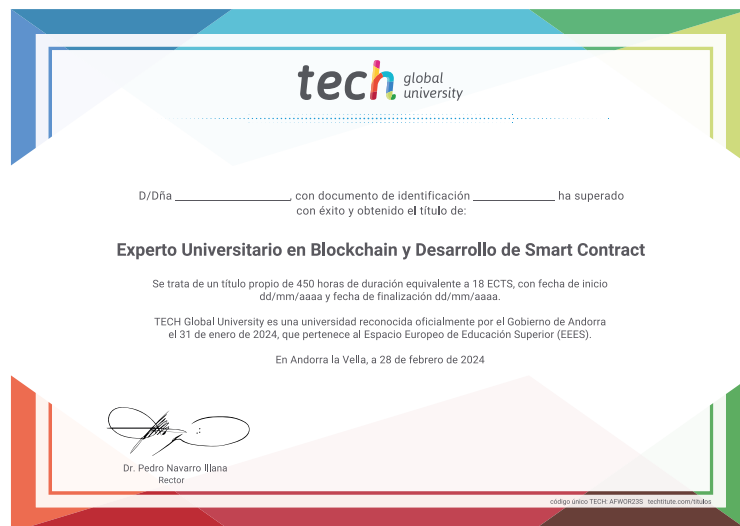 tech global
university
D/Dña ____________________, con documento de identificación ______________ ha superado
con éxito y obtenido el título de:
Experto Universitario en Blockchain y Desarrollo de Smart Contract
Se trata de un título propio de 450 horas de duración equivalente a 18 ECTS, con fecha de inicio
dd/mm/aaaa y fecha de finalización dd/mm/aaaa.
TECH Global University es una universidad reconocida oficialmente por el Gobierno de Andorra
el 31 de enero de 2024, que pertenece al Espacio Europeo de Educación Superior (EEES).
En Andorra la Vella, a 28 de febrero de 2024
Dr. Pedro Navarro Illana
Rector
código único TECH: AFWOR23S techtitute.com/titulos